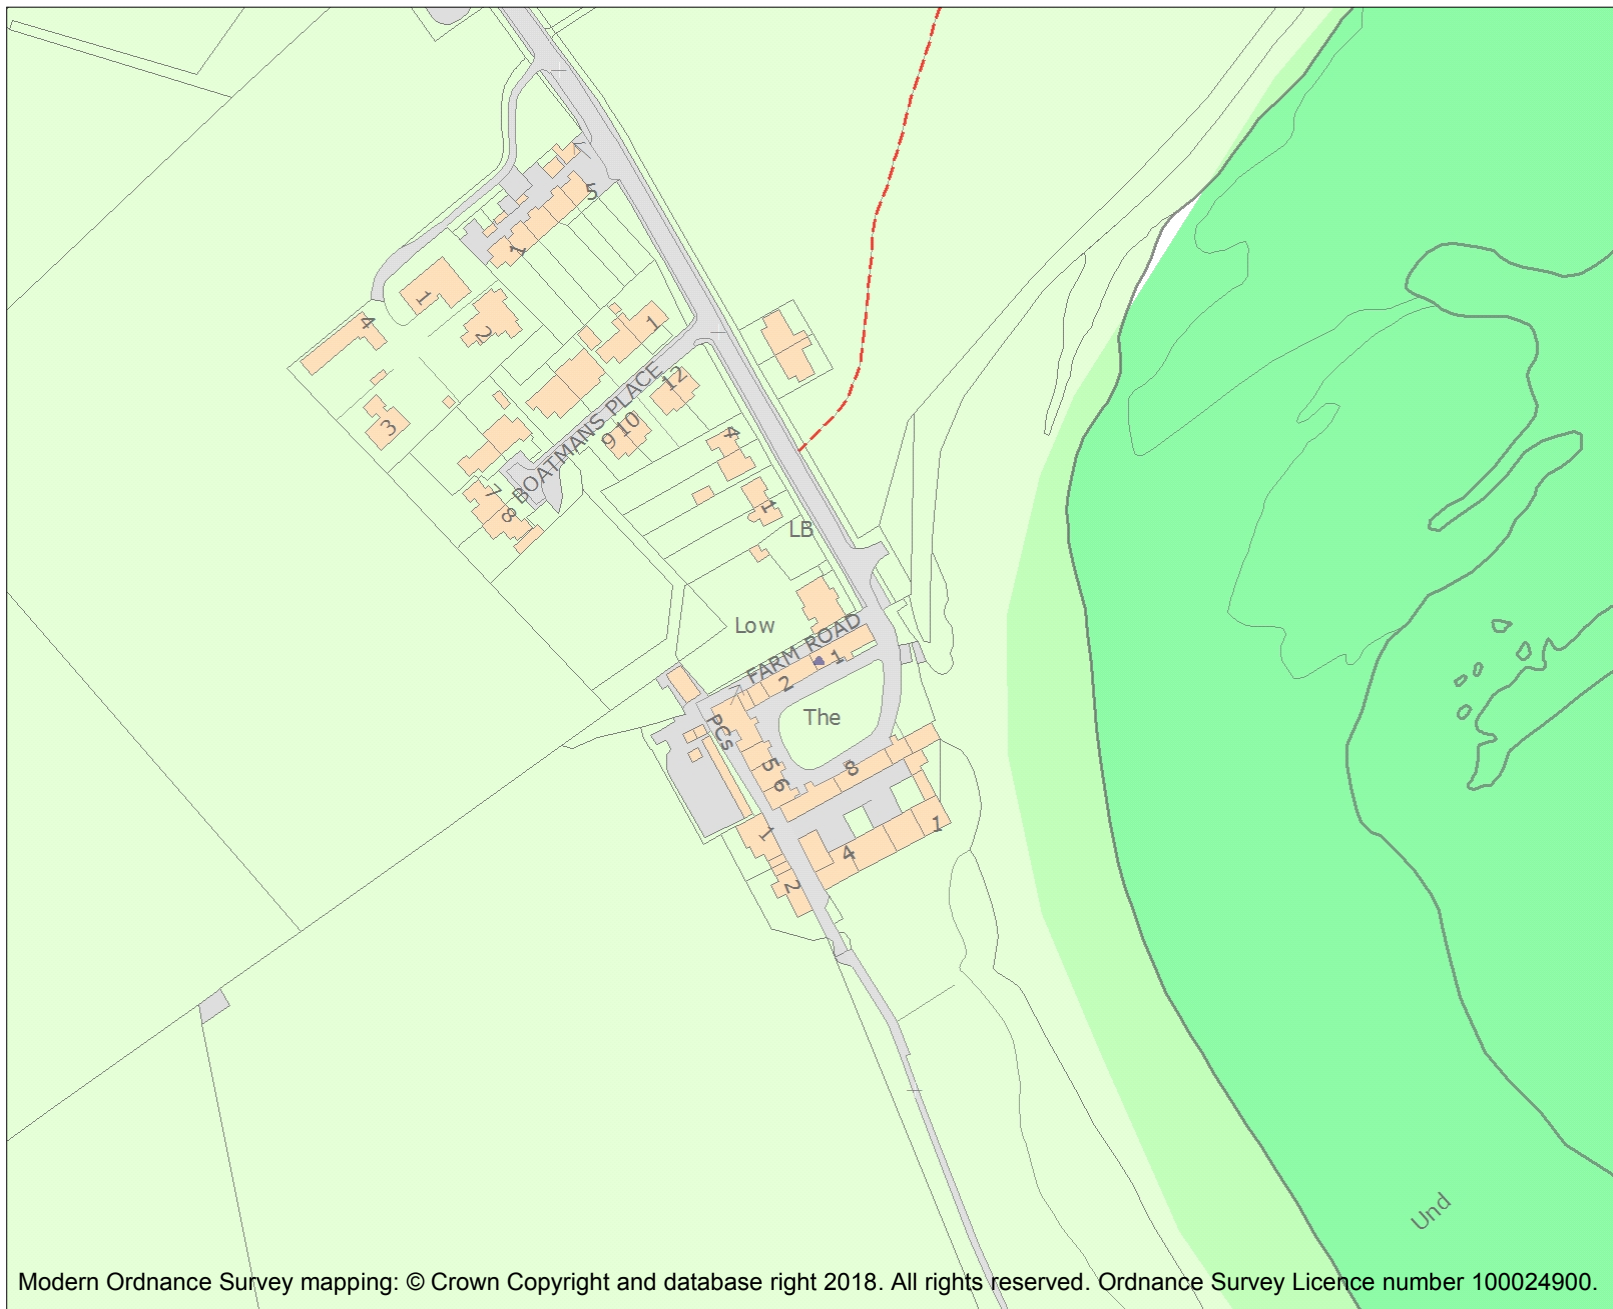 5
1
1
4
2
1
BOATMANS PLACE
12
3
9 10
4
7
8
1
LB
Low
FARM ROAD
1
2
The
PCs
5
6
8
1
1
4
2
Und
Modern Ordnance Survey mapping: © Crown Copyright and database right 2018. All rights reserved. Ordnance Survey Licence number 100024900.